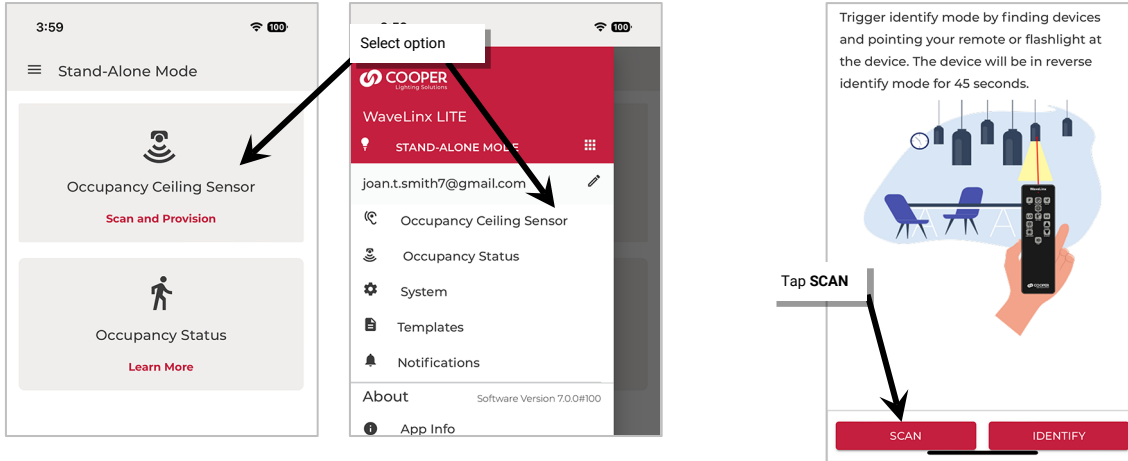 3:59
100
Stand-Alone Mode
Occupancy Ceiling Sensor
Scan and Provision
Occupancy Status
Learn More
Select option
100
COOPER
Lighting Solutions
WaveLinx LITE
STAND-ALONE MODE
joan.t.smith7@gmail.com
Occupancy Ceiling Sensor
Occupancy Status
System
Templates
Notifications
About
Software Version 7.0.0#100
App Info
Trigger identify mode by finding devices
and pointing your remote or flashlight at
the device. The device will be in reverse
identify mode for 45 seconds.
WaveLinx
COOPER
Tap SCAN
SCAN
IDENTIFY